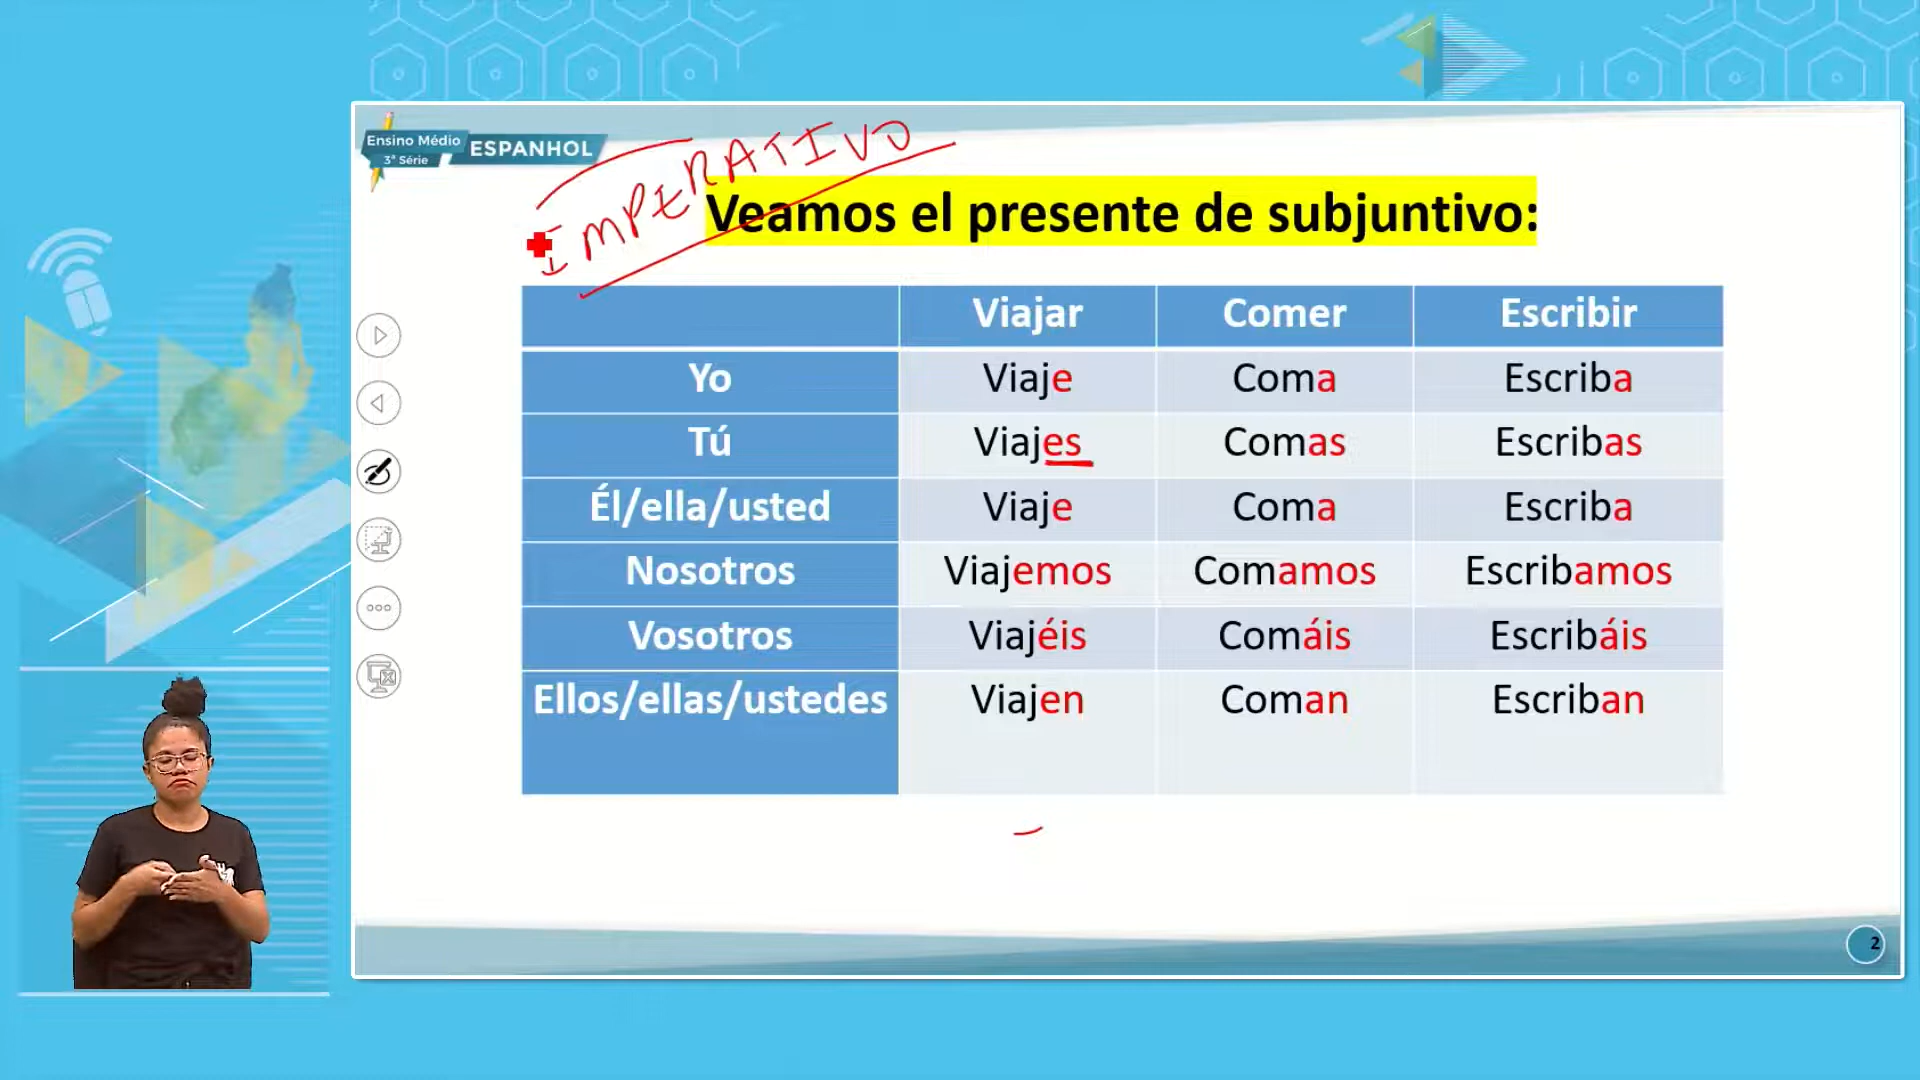 Ensino Médio
3ª Série
ESPANHOL
IMPERATIVO
Veamos el presente de subjuntivo:
Viajar Comer Escribir
Yo Viaje Coma Escriba
Tú Viajes Comas Escribas
Él/ella/usted Viaje Coma Escriba
Nosotros Viajemos Comamos Escribamos
Vosotros Viajéis Comáis Escribáis
Ellos/ellas/ustedes Viajen Coman Escriban
2